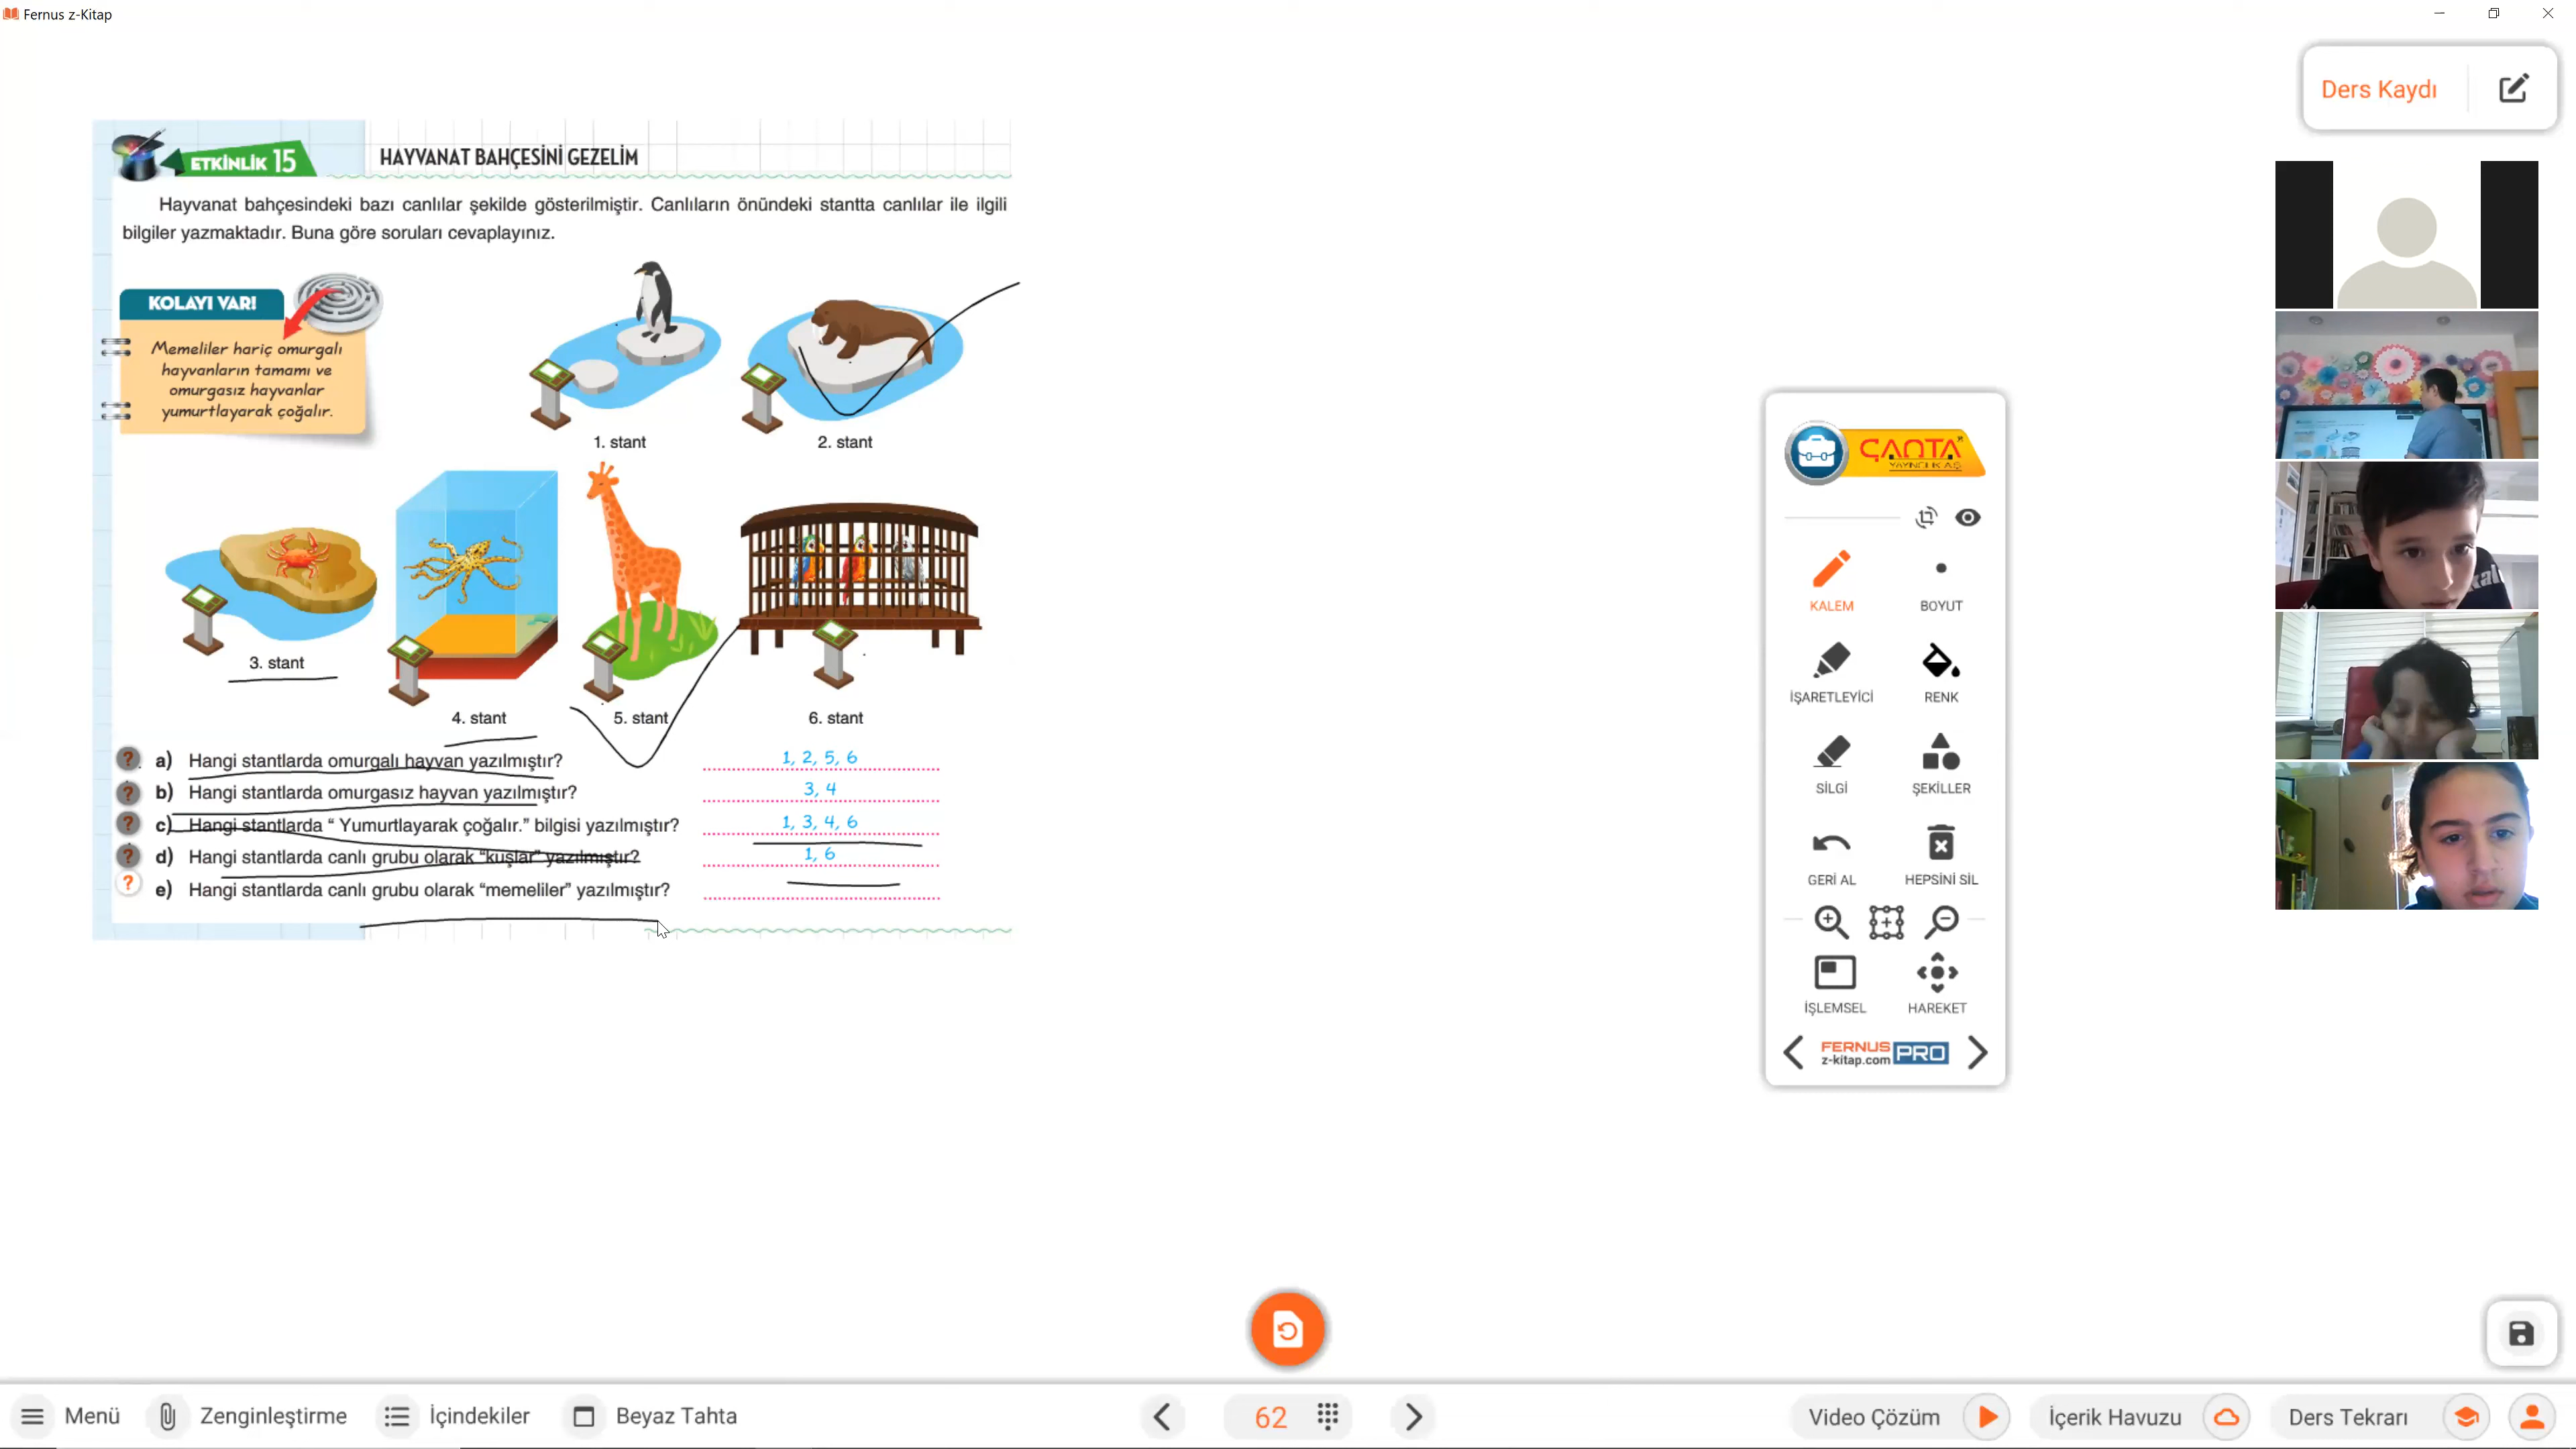 Fernus z-Kitap
Ders Kaydı
ETKİNLİK 15
HAYVANAT BAHÇESİNİ GEZELİM
Hayvanat bahçesindeki bazı canlılar şekilde gösterilmiştir. Canlıların önündeki stantta canlılar ile ilgili
bilgiler yazmaktadır. Buna göre soruları cevaplayınız.
KOLAYI VAR!
Memeliler hariç omurgalı
hayvanların tamamı ve
omurgasız hayvanlar
yumurtlayarak çoğalır.
1. stant
2. stant
3. stant
4. stant
5. stant
6. stant
? a) Hangi stantlarda omurgalı hayvan yazılmıştır? 1, 2, 5, 6
? b) Hangi stantlarda omurgasız hayvan yazılmıştır? 3, 4
? c) Hangi stantlarda “ Yumurtlayarak çoğalır.” bilgisi yazılmıştır? 1, 3, 4, 6
? d) Hangi stantlarda canlı grubu olarak “kuşlar” yazılmıştır? 1, 6
? e) Hangi stantlarda canlı grubu olarak “memeliler” yazılmıştır?
ÇANTA
YAYINCILIK A.Ş.
KALEM
BOYUT
İŞARETLEYİCİ
RENK
SİLGİ
ŞEKİLLER
GERİ AL
HEPSİNİ SİL
İŞLEMSEL
HAREKET
FERNUS PRO
z-kitap.com
Menü
Zenginleştirme
İçindekiler
Beyaz Tahta
62
Video Çözüm
İçerik Havuzu
Ders Tekrarı